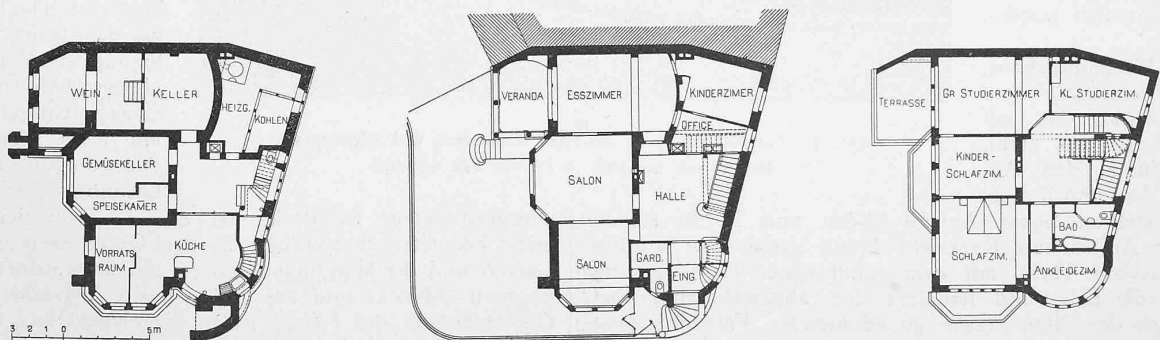 WEIN-
KELLER
HEIZG.
KOHLEN
GEMÜSEKELLER
SPEISEKAMER
VORRATS
RAUM
KÜCHE
3 2 1 0 5m
VERANDA
ESSZIMMER
KINDERZIMER
OFFICE
SALON
HALLE
SALON
GARD.
EING.
TERRASSE
GR. STUDIERZIMMER
KL. STUDIERZIM.
KINDER-
SCHLAFZIM.
SCHLAFZIM.
BAD
ANKLEIDEZIM